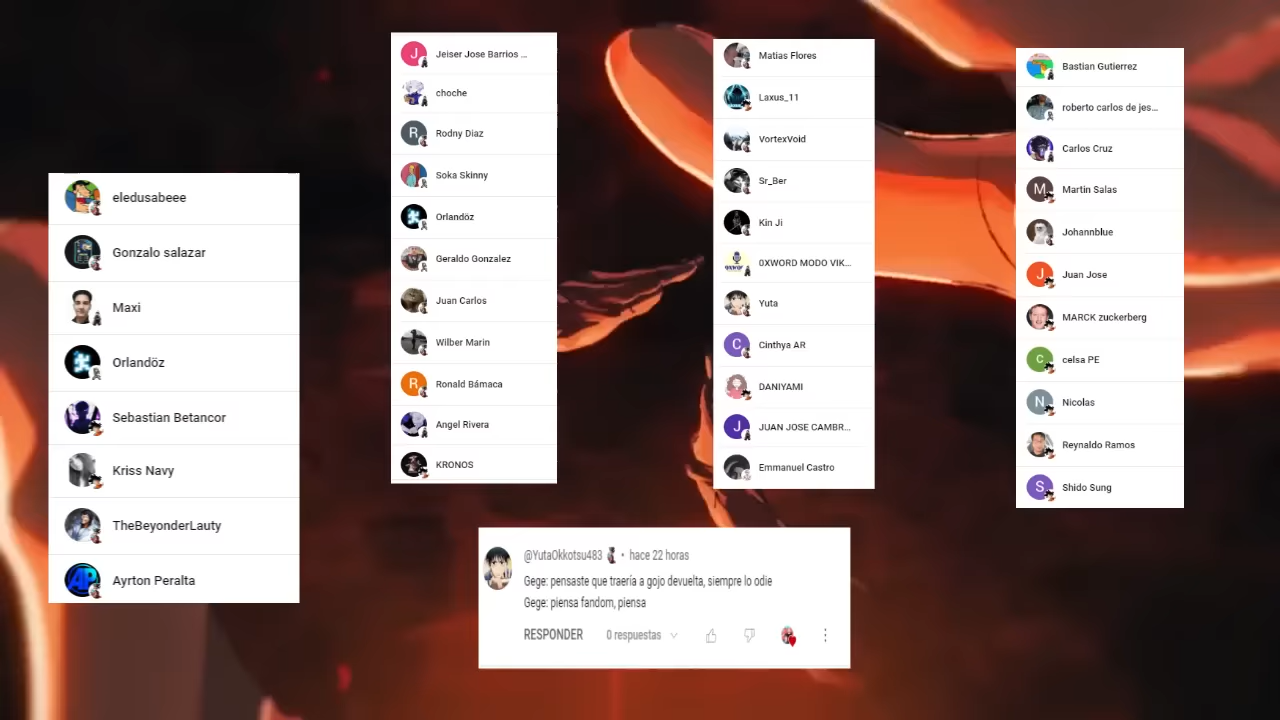 eledusabeee
Gonzalo salazar
Maxi
Orlandöz
Sebastian Betancor
Kriss Navy
TheBeyonderLauty
AP
Ayrton Peralta
J
Jeiser Jose Barrios ...
choche
R
Rodny Diaz
Soka Skinny
Orlandöz
Geraldo Gonzalez
Juan Carlos
Wilber Marin
R
Ronald Bámaca
Angel Rivera
KRONOS
Matias Flores
Laxus_11
VortexVoid
Sr_Ber
Kin Ji
0XWORD MODO VIK...
Yuta
C
Cinthya AR
DANIYAMI
J
JUAN JOSE CAMBR...
Emmanuel Castro
Bastian Gutierrez
roberto carlos de jes...
Carlos Cruz
M
Martin Salas
Johannblue
J
Juan Jose
MARCK zuckerberg
C
celsa PE
N
Nicolas
Reynaldo Ramos
S
Shido Sung
@YutaOkkotsu483 • hace 22 horas
Gege: pensaste que traería a gojo devuelta, siempre lo odie
Gege: piensa fandom, piensa
RESPONDER 0 respuestas